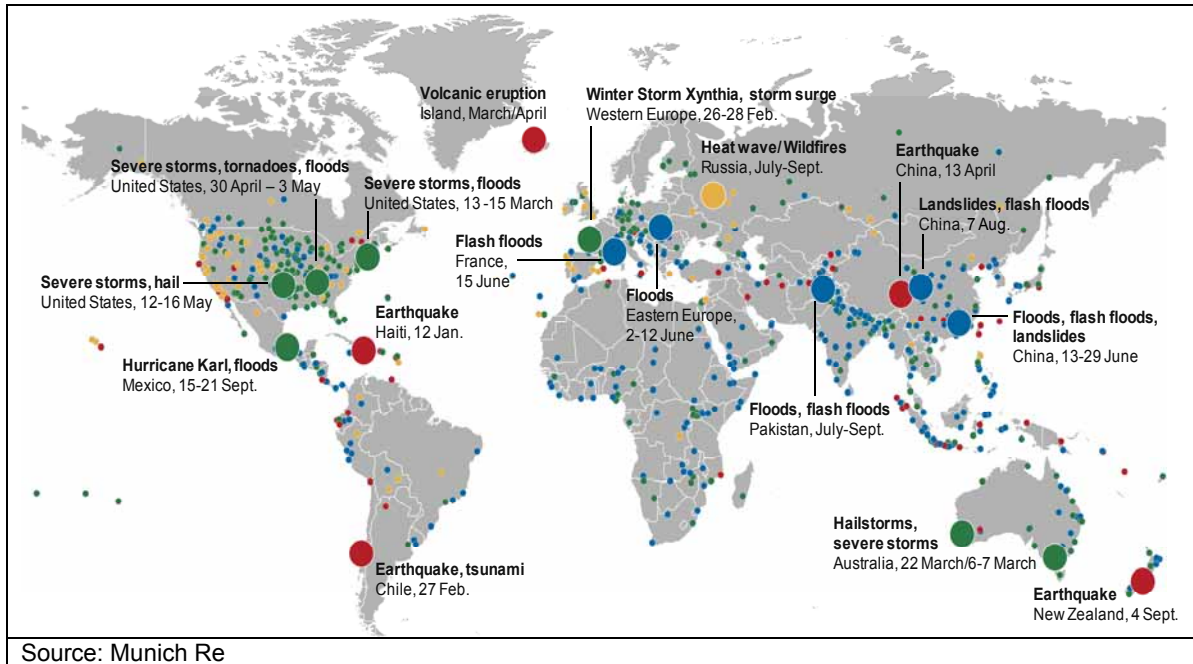 Volcanic eruption
Island, March/April
Winter Storm Xynthia, storm surge
Western Europe, 26-28 Feb.
Heat wave/ Wildfires
Russia, July-Sept.
Earthquake
China, 13 April
Severe storms, tornadoes, floods
United States, 30 April – 3 May
Severe storms, floods
United States, 13 -15 March
Landslides, flash floods
China, 7 Aug.
Flash floods
France,
15 June
Severe storms, hail
United States, 12-16 May
Floods
Eastern Europe,
2-12 June
Earthquake
Haiti, 12 Jan.
Floods, flash floods,
landslides
China, 13-29 June
Hurricane Karl, floods
Mexico, 15-21 Sept.
Floods, flash floods
Pakistan, July-Sept.
Hailstorms,
severe storms
Australia, 22 March/6-7 March
Earthquake, tsunami
Chile, 27 Feb.
Earthquake
New Zealand, 4 Sept.
Source: Munich Re